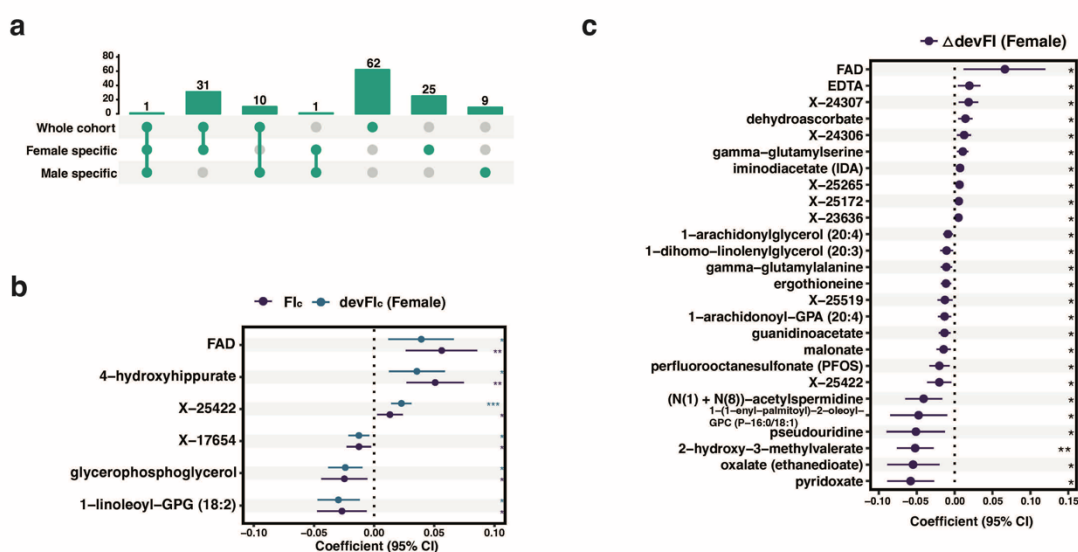 a
80
60
40
20
0
1
31
10
1
62
25
9
Whole cohort
Female specific
Male specific
b
FIc
devFIc (Female)
FAD
*
**
4−hydroxyhippurate
*
**
X−25422
***
*
X−17654
*
*
glycerophosphoglycerol
*
*
1−linoleoyl−GPG (18:2)
*
*
−0.10
−0.05
0.00
0.05
0.10
Coefficient (95% CI)
c
△devFI (Female)
FAD *
EDTA *
X−24307 *
dehydroascorbate *
X−24306 *
gamma−glutamylserine *
iminodiacetate (IDA) *
X−25265 *
X−25172 *
X−23636 *
1−arachidonylglycerol (20:4) *
1−dihomo−linolenylglycerol (20:3) *
gamma−glutamylalanine *
ergothioneine *
X−25519 *
1−arachidonoyl−GPA (20:4) *
guanidinoacetate *
malonate *
perfluorooctanesulfonate (PFOS) *
X−25422 *
(N(1) + N(8))−acetylspermidine *
1−(1−enyl−palmitoyl)−2−oleoyl−
GPC (P−16:0/18:1) *
pseudouridine *
2−hydroxy−3−methylvalerate **
oxalate (ethanedioate) *
pyridoxate *
−0.10
−0.05
0.00
0.05
0.10
0.15
Coefficient (95% CI)